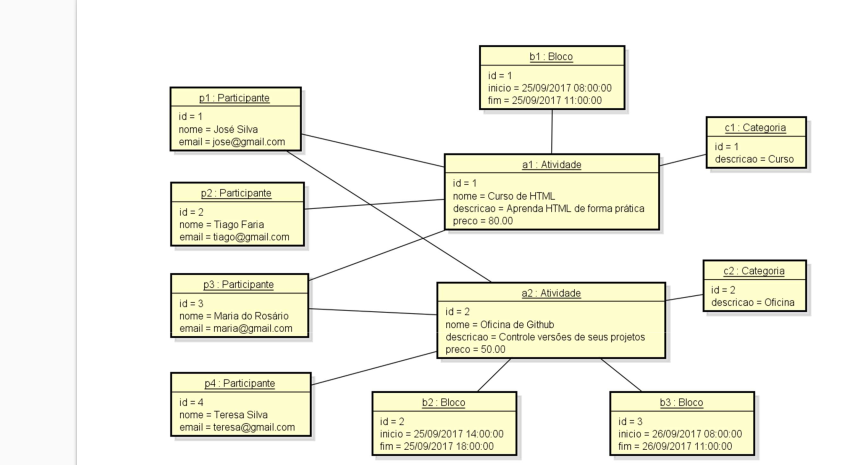 b1 : Bloco
id = 1
inicio = 25/09/2017 08:00:00
fim = 25/09/2017 11:00:00
p1 : Participante
id = 1
nome = José Silva
email = jose@gmail.com
c1 : Categoria
id = 1
descricao = Curso
a1 : Atividade
id = 1
nome = Curso de HTML
descricao = Aprenda HTML de forma prática
preco = 80.00
p2 : Participante
id = 2
nome = Tiago Faria
email = tiago@gmail.com
c2 : Categoria
id = 2
descricao = Oficina
p3 : Participante
id = 3
nome = Maria do Rosário
email = maria@gmail.com
a2 : Atividade
id = 2
nome = Oficina de Github
descricao = Controle versões de seus projetos
preco = 50.00
p4 : Participante
id = 4
nome = Teresa Silva
email = teresa@gmail.com
b2 : Bloco
id = 2
inicio = 25/09/2017 14:00:00
fim = 25/09/2017 18:00:00
b3 : Bloco
id = 3
inicio = 26/09/2017 08:00:00
fim = 26/09/2017 11:00:00